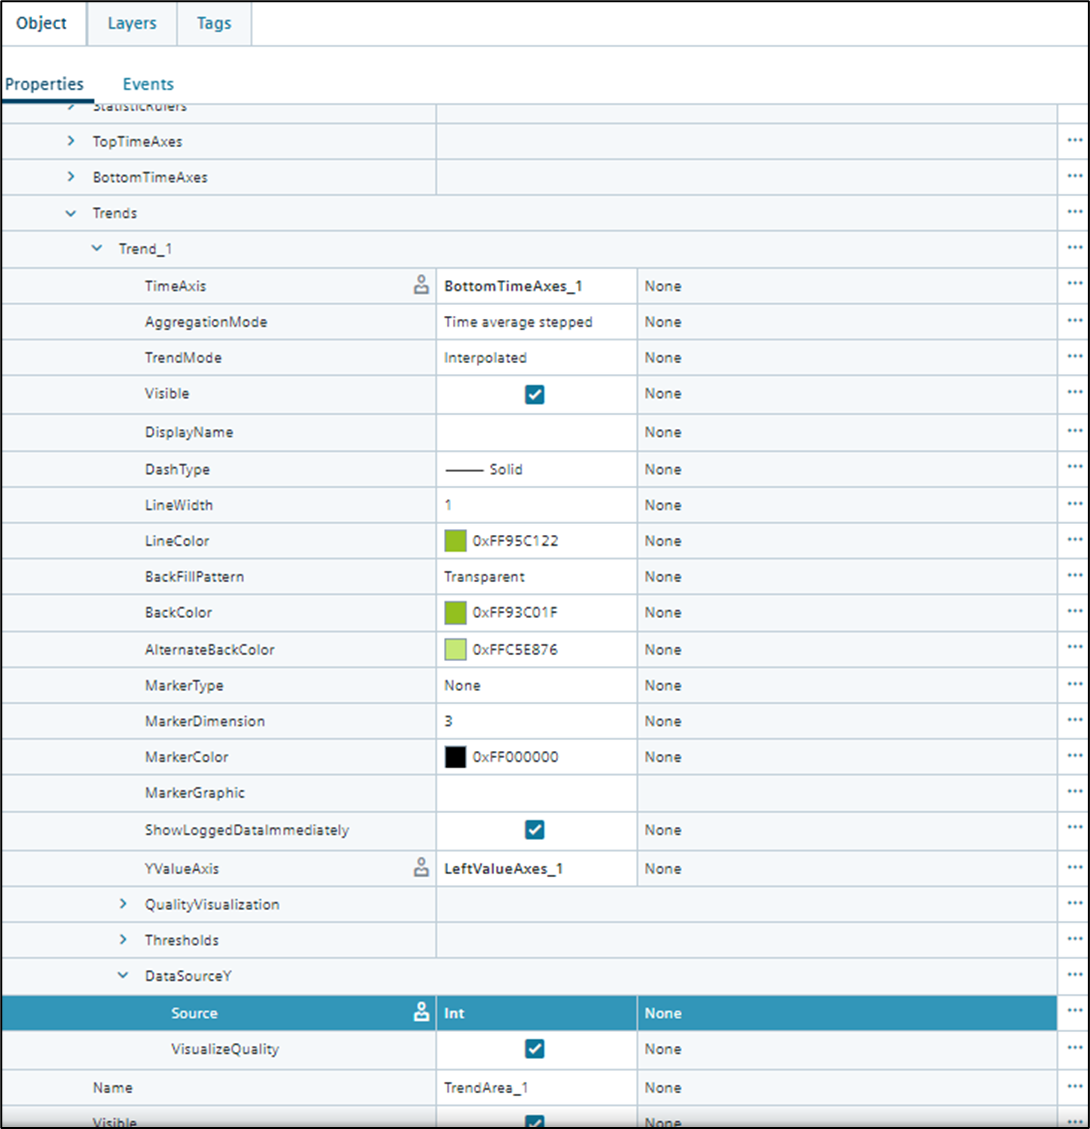 Object Layers Tags
Properties Events
StatisticRulers
TopTimeAxes ...
BottomTimeAxes ...
Trends ...
Trend_1 ...
TimeAxis BottomTimeAxes_1 None ...
AggregationMode Time average stepped None ...
TrendMode Interpolated None ...
Visible None ...
DisplayName None ...
DashType Solid None ...
LineWidth 1 None ...
LineColor 0xFF95C122 None ...
BackFillPattern Transparent None ...
BackColor 0xFF93C01F None ...
AlternateBackColor 0xFFC5E876 None ...
MarkerType None None ...
MarkerDimension 3 None ...
MarkerColor 0xFF000000 None ...
MarkerGraphic ...
ShowLoggedDataImmediately None ...
YValueAxis LeftValueAxes_1 None ...
QualityVisualization ...
Thresholds ...
DataSourceY ...
Source Int None ...
VisualizeQuality None ...
Name TrendArea_1 None ...
Visible None ...